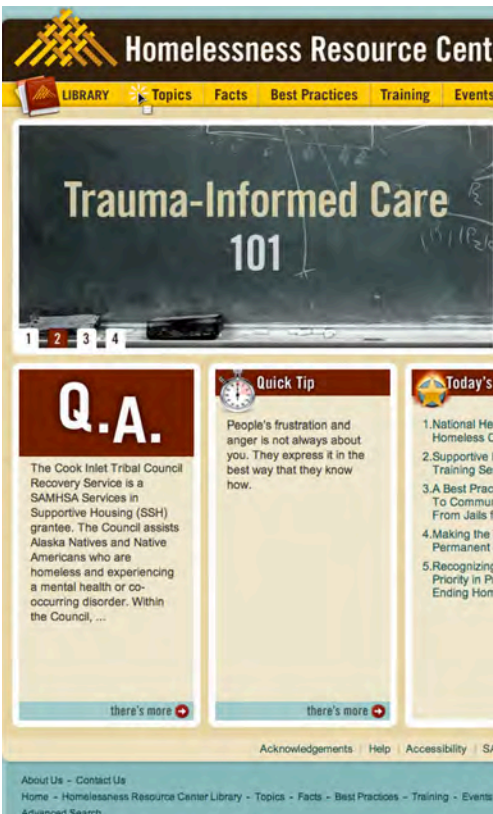 Homelessness Resource Cent
LIBRARY Topics Facts Best Practices Training Events
Trauma-Informed Care
101
1 2 3 4
Q.A.
The Cook Inlet Tribal Council
Recovery Service is a
SAMHSA Services in
Supportive Housing (SSH)
grantee. The Council assists
Alaska Natives and Native
Americans who are
homeless and experiencing
a mental health or co-
occurring disorder. Within
the Council, ...
there's more
Quick Tip
People's frustration and
anger is not always about
you. They express it in the
best way that they know
how.
there's more
Today's
1.National He
Homeless C
2.Supportive
Training Se
3.A Best Prac
To Commu
From Jails f
4.Making the
Permanent
5.Recognizing
Priority in P
Ending Hom
Acknowledgements | Help | Accessibility | SA
About Us - Contact Us
Home - Homelessness Resource Center Library - Topics - Facts - Best Practices - Training - Events
Advanced Search